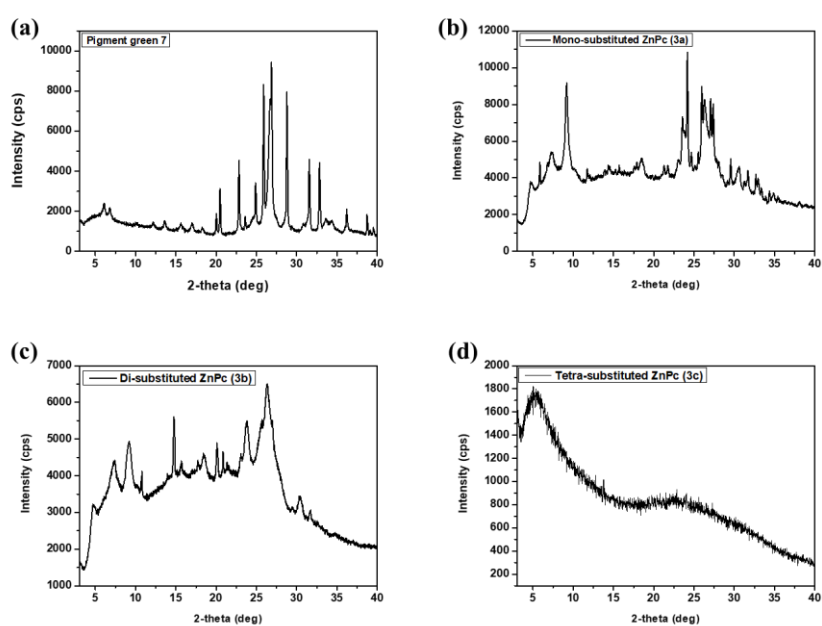 (a)
Pigment green 7
10000
8000
6000
4000
2000
0
Intensity (cps)
5 10 15 20 25 30 35 40
2-theta (deg)
(b)
Mono-substituted ZnPc (3a)
12000
10000
8000
6000
4000
2000
0
Intensity (cps)
5 10 15 20 25 30 35 40
2-theta (deg)
(c)
Di-substituted ZnPc (3b)
7000
6000
5000
4000
3000
2000
1000
Intensity (cps)
5 10 15 20 25 30 35 40
2-theta (deg)
(d)
Tetra-substituted ZnPc (3c)
1800
1600
1400
1200
1000
800
600
400
200
Intensity (cps)
5 10 15 20 25 30 35 40
2-theta (deg)